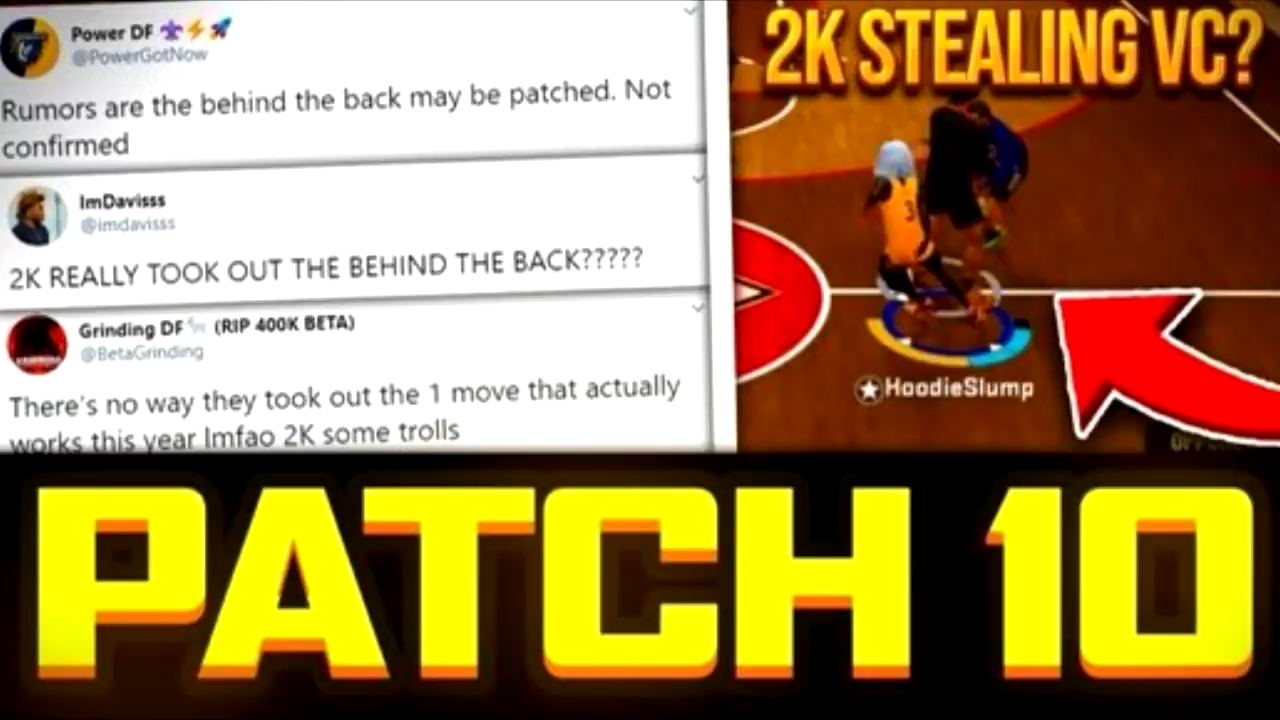 Power DF
@PowerGotNow
Rumors are the behind the back may be patched. Not
confirmed
ImDavisss
@imdavisss
2K REALLY TOOK OUT THE BEHIND THE BACK?????
Grinding DF (RIP 400K BETA)
@BetaGrinding
There's no way they took out the 1 move that actually
works this year lmfao 2K some trolls
2K STEALING VC?
3
HoodieSlump
PATCH 10